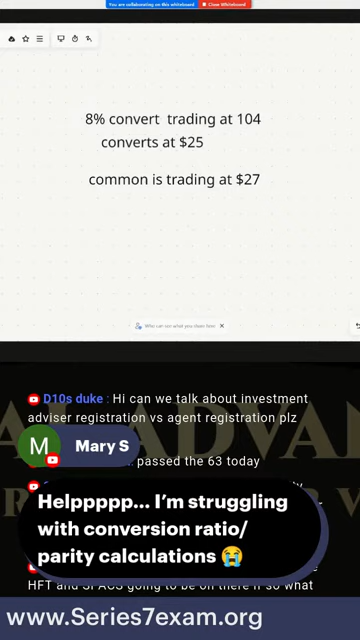 You are collaborating on this whiteboard
Close Whiteboard
8% convert trading at 104
converts at $25
common is trading at $27
Who can see what you share here
D10s duke : Hi can we talk about investment
adviser registration vs agent registration plz
Mary S
passed the 63 today
Helppppp... I'm struggling
with conversion ratio/
parity calculations 😭
HFT and SPACS going to be on there if so what
www.Series7exam.org